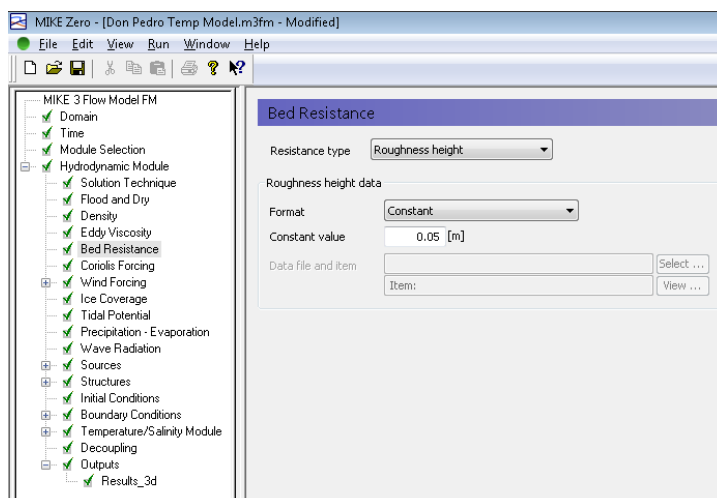 MIKE Zero - [Don Pedro Temp Model.m3fm - Modified]
File Edit View Run Window Help
MIKE 3 Flow Model FM
Domain
Time
Module Selection
Hydrodynamic Module
Solution Technique
Flood and Dry
Density
Eddy Viscosity
Bed Resistance
Coriolis Forcing
Wind Forcing
Ice Coverage
Tidal Potential
Precipitation - Evaporation
Wave Radiation
Sources
Structures
Initial Conditions
Boundary Conditions
Temperature/Salinity Module
Decoupling
Outputs
Results_3d
Bed Resistance
Resistance type Roughness height
Roughness height data
Format Constant
Constant value 0.05 [m]
Data file and item Select ...
Item: View ...